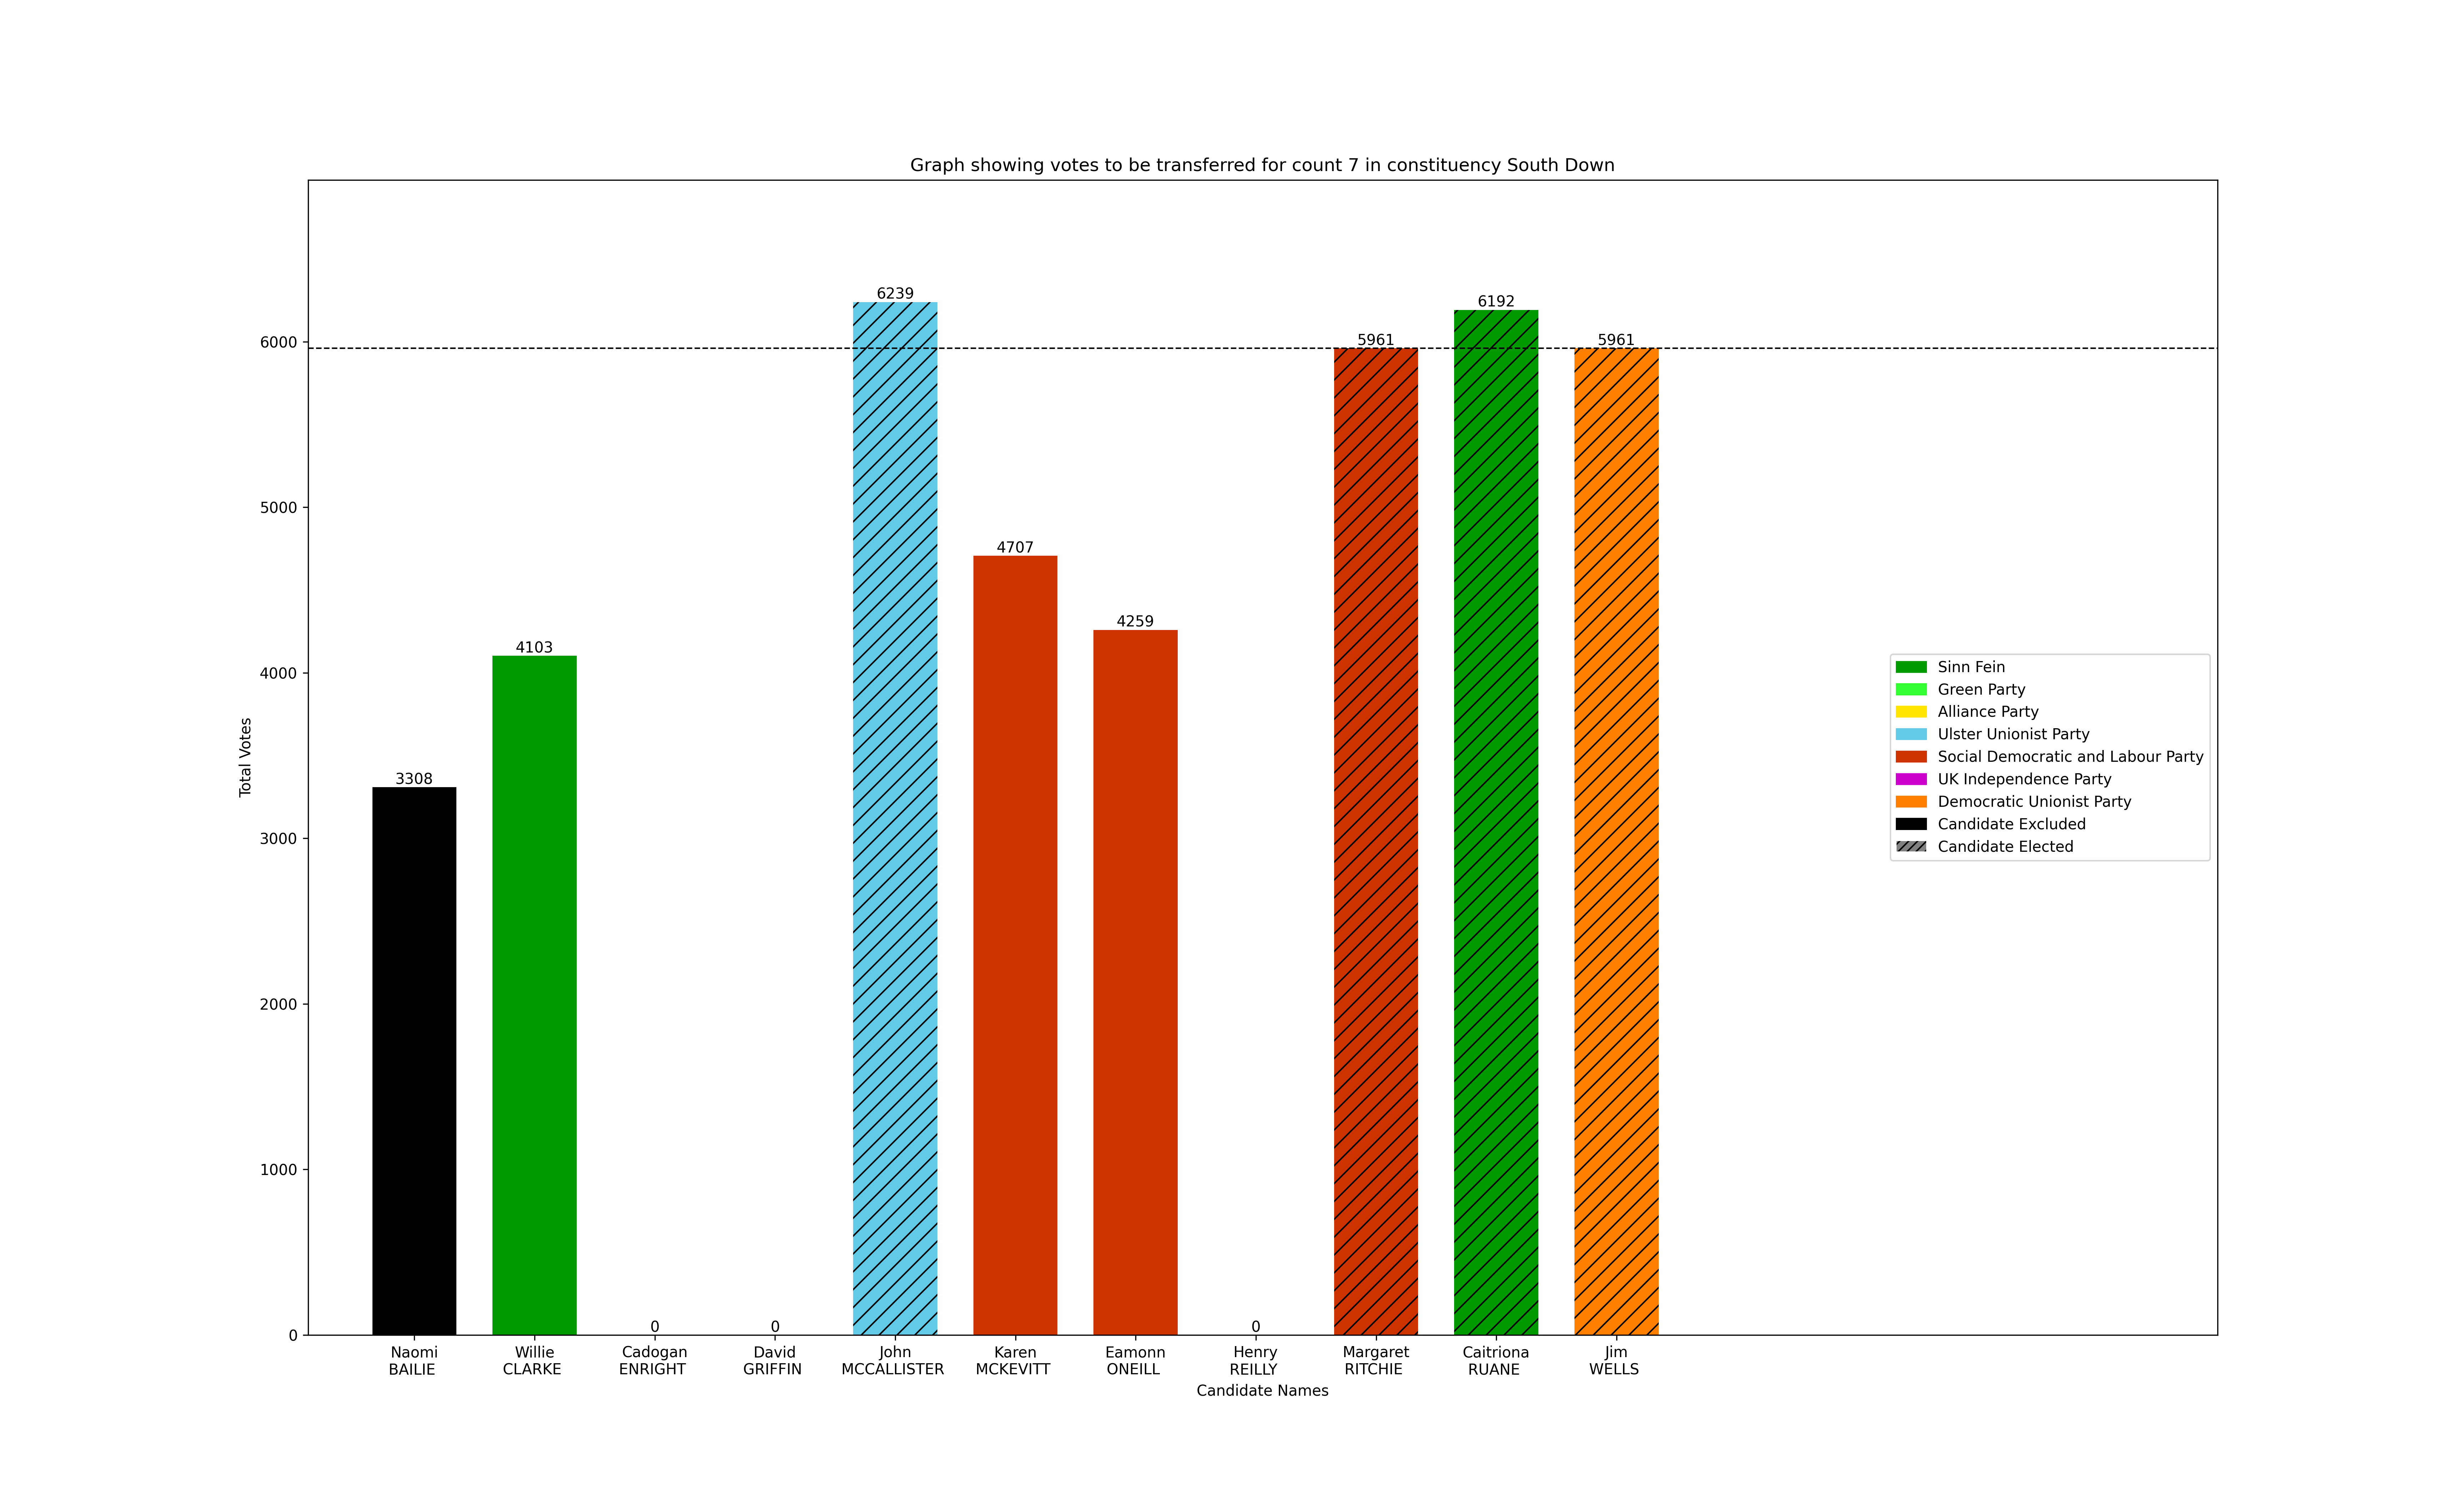 Graph showing votes to be transferred for count 7 in constituency South Down
Total Votes
6000
5000
4000
3000
2000
1000
0
3308
4103
0
0
6239
4707
4259
0
5961
6192
5961
Sinn Fein
Green Party
Alliance Party
Ulster Unionist Party
Social Democratic and Labour Party
UK Independence Party
Democratic Unionist Party
Candidate Excluded
Candidate Elected
Naomi
BAILIE
Willie
CLARKE
Cadogan
ENRIGHT
David
GRIFFIN
John
MCCALLISTER
Karen
MCKEVITT
Eamonn
ONEILL
Henry
REILLY
Margaret
RITCHIE
Caitriona
RUANE
Jim
WELLS
Candidate Names